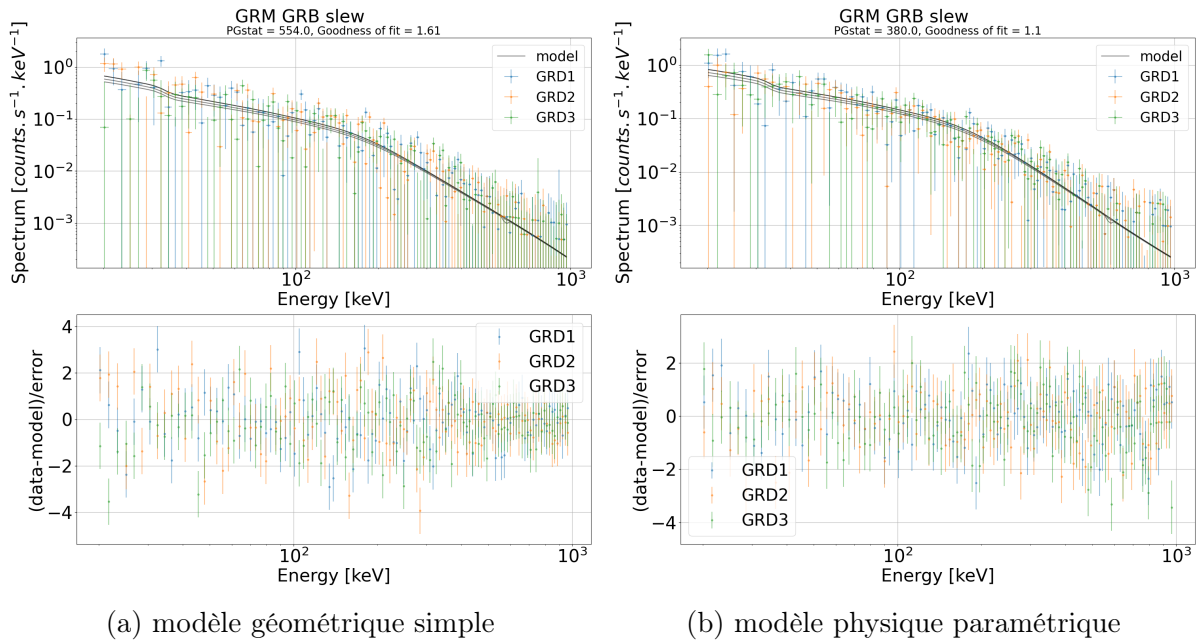 GRM GRB slew
PGstat = 554.0, Goodness of fit = 1.61
Spectrum [counts. s⁻¹. keV⁻¹]
10⁰
10⁻¹
10⁻²
10⁻³
model
GRD1
GRD2
GRD3
10²
10³
Energy [keV]
(data-model)/error
4
2
0
−2
−4
GRD1
GRD2
GRD3
10²
10³
Energy [keV]
(a) modèle géométrique simple
GRM GRB slew
PGstat = 380.0, Goodness of fit = 1.1
Spectrum [counts. s⁻¹. keV⁻¹]
10⁰
10⁻¹
10⁻²
10⁻³
model
GRD1
GRD2
GRD3
10²
10³
Energy [keV]
(data-model)/error
2
0
−2
−4
GRD1
GRD2
GRD3
10²
10³
Energy [keV]
(b) modèle physique paramétrique